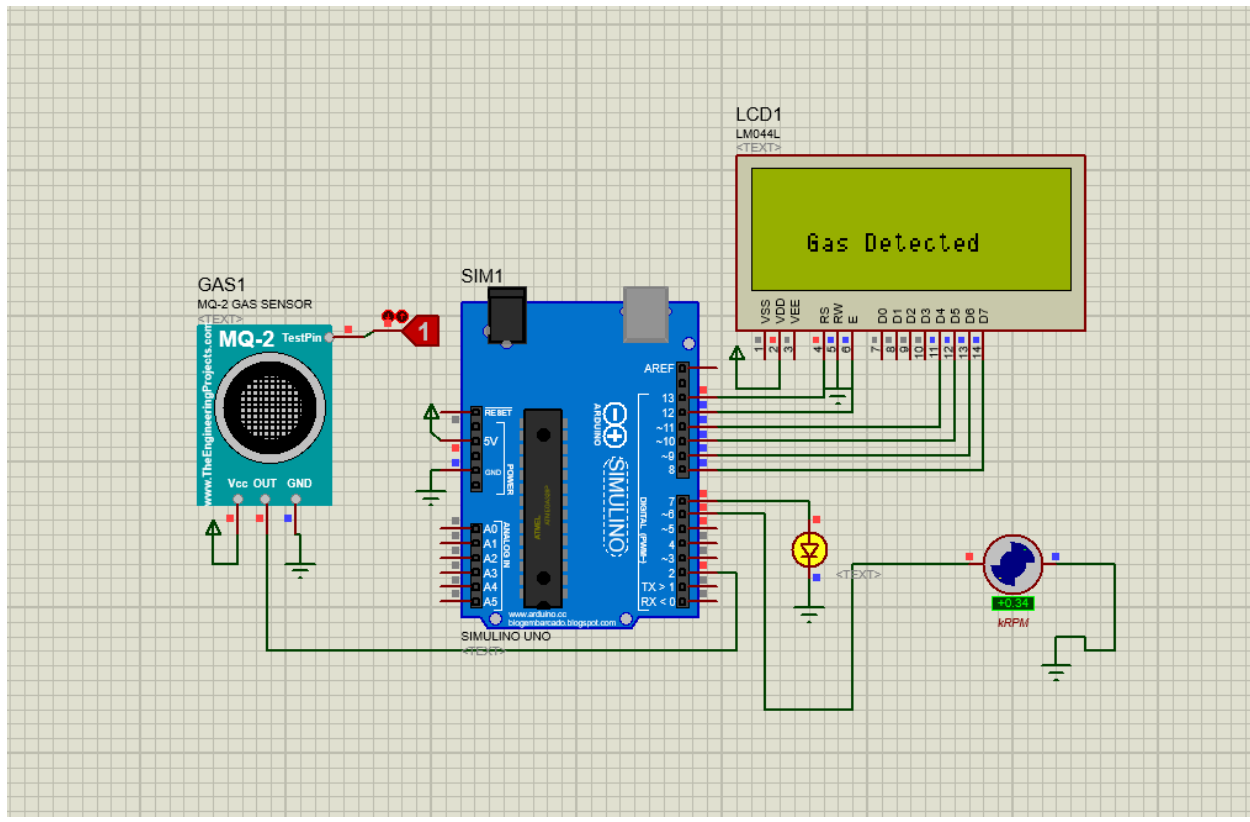 LCD1
LM044L
<TEXT>
Gas Detected
VSS
VDD
VEE
RS
RW
E
D0
D1
D2
D3
D4
D5
D6
D7
1
2
3
4
5
6
7
8
9
10
11
12
13
14
GAS1
MQ-2 GAS SENSOR
<TEXT>
MQ-2
TestPin
1
www.TheEngineeringProjects.com
Vcc OUT GND
SIM1
AREF
13
12
~11
~10
~9
8
7
~6
~5
4
~3
2
TX > 1
RX < 0
DIGITAL (PWM~)
RESET
5V
GND
POWER
A0
A1
A2
A3
A4
A5
ANALOG IN
ARDUINO
SIMULINO
ATMEL
www.arduino.cc
blogembarcado.blogspot.com
SIMULINO UNO
<TEXT>
<TEXT>
+0.34
kRPM